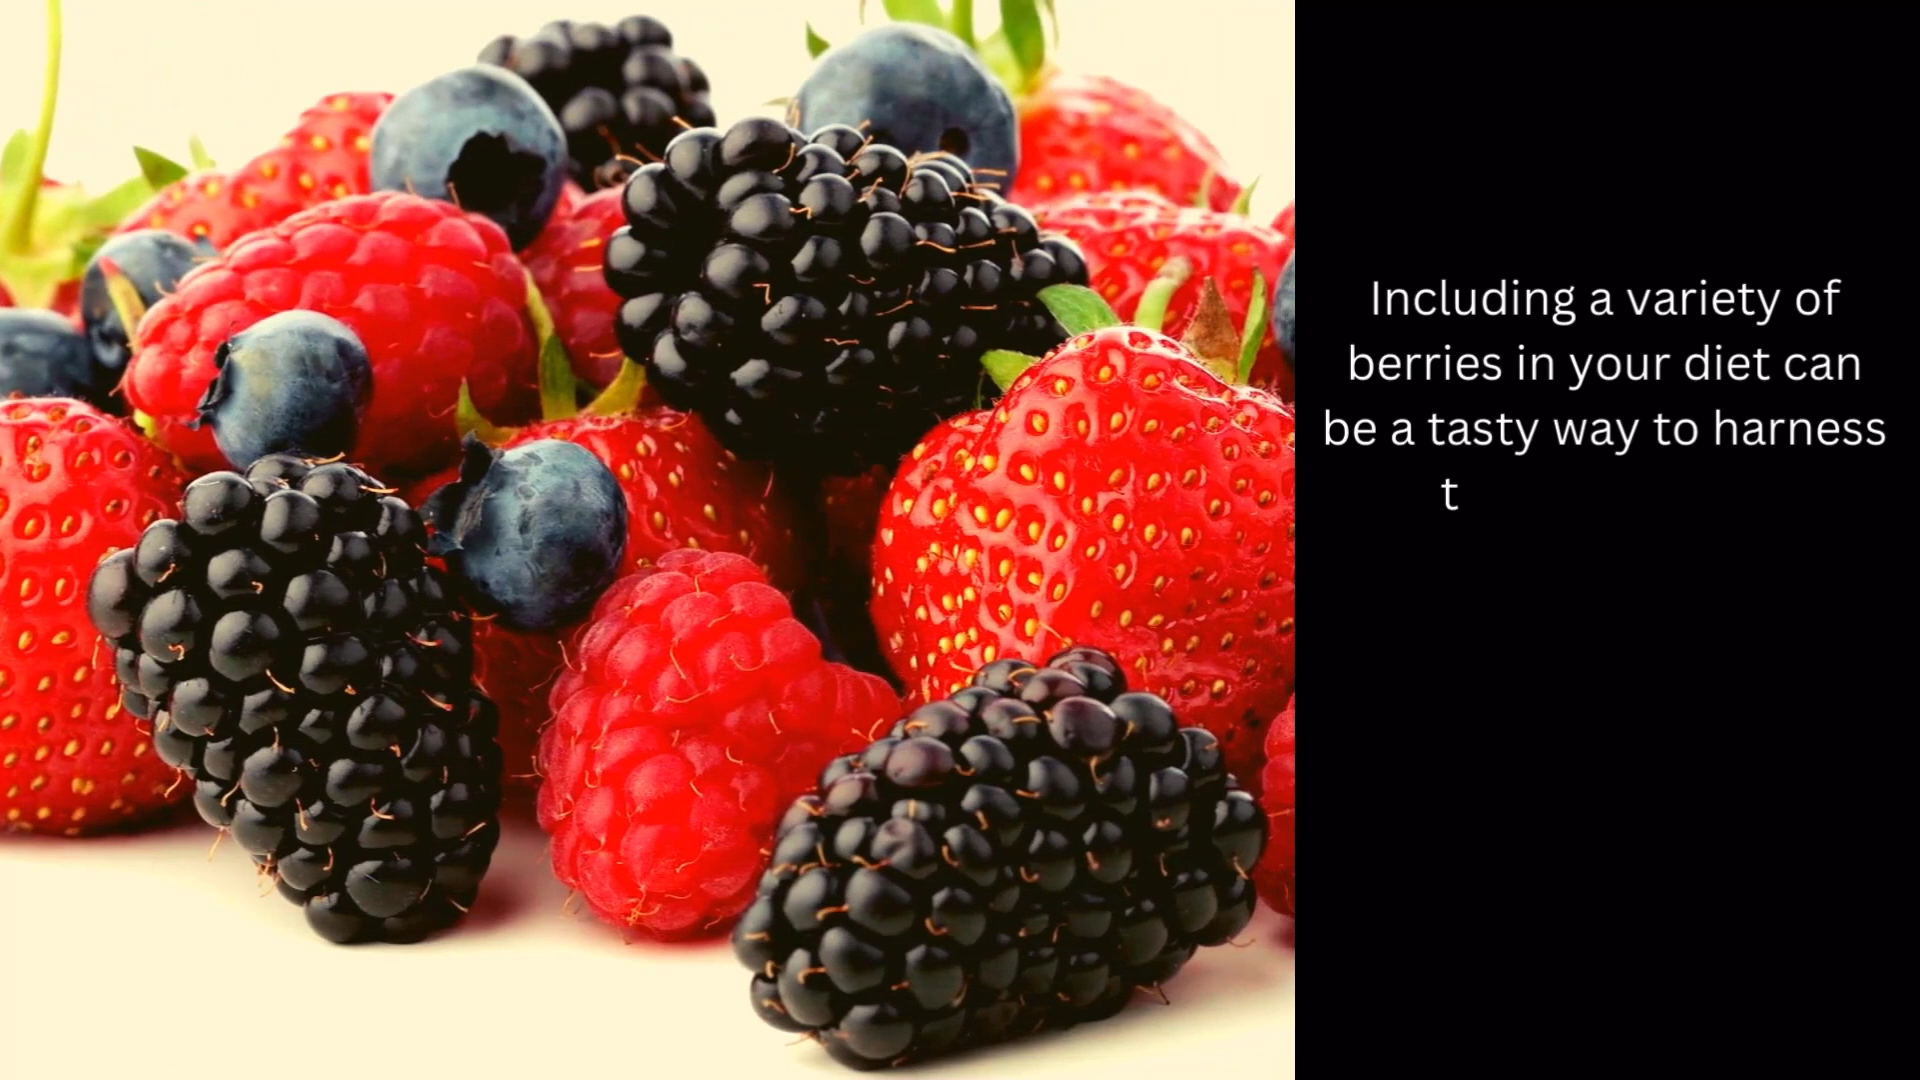 Including a variety of
berries in your diet can
be a tasty way to harness
t